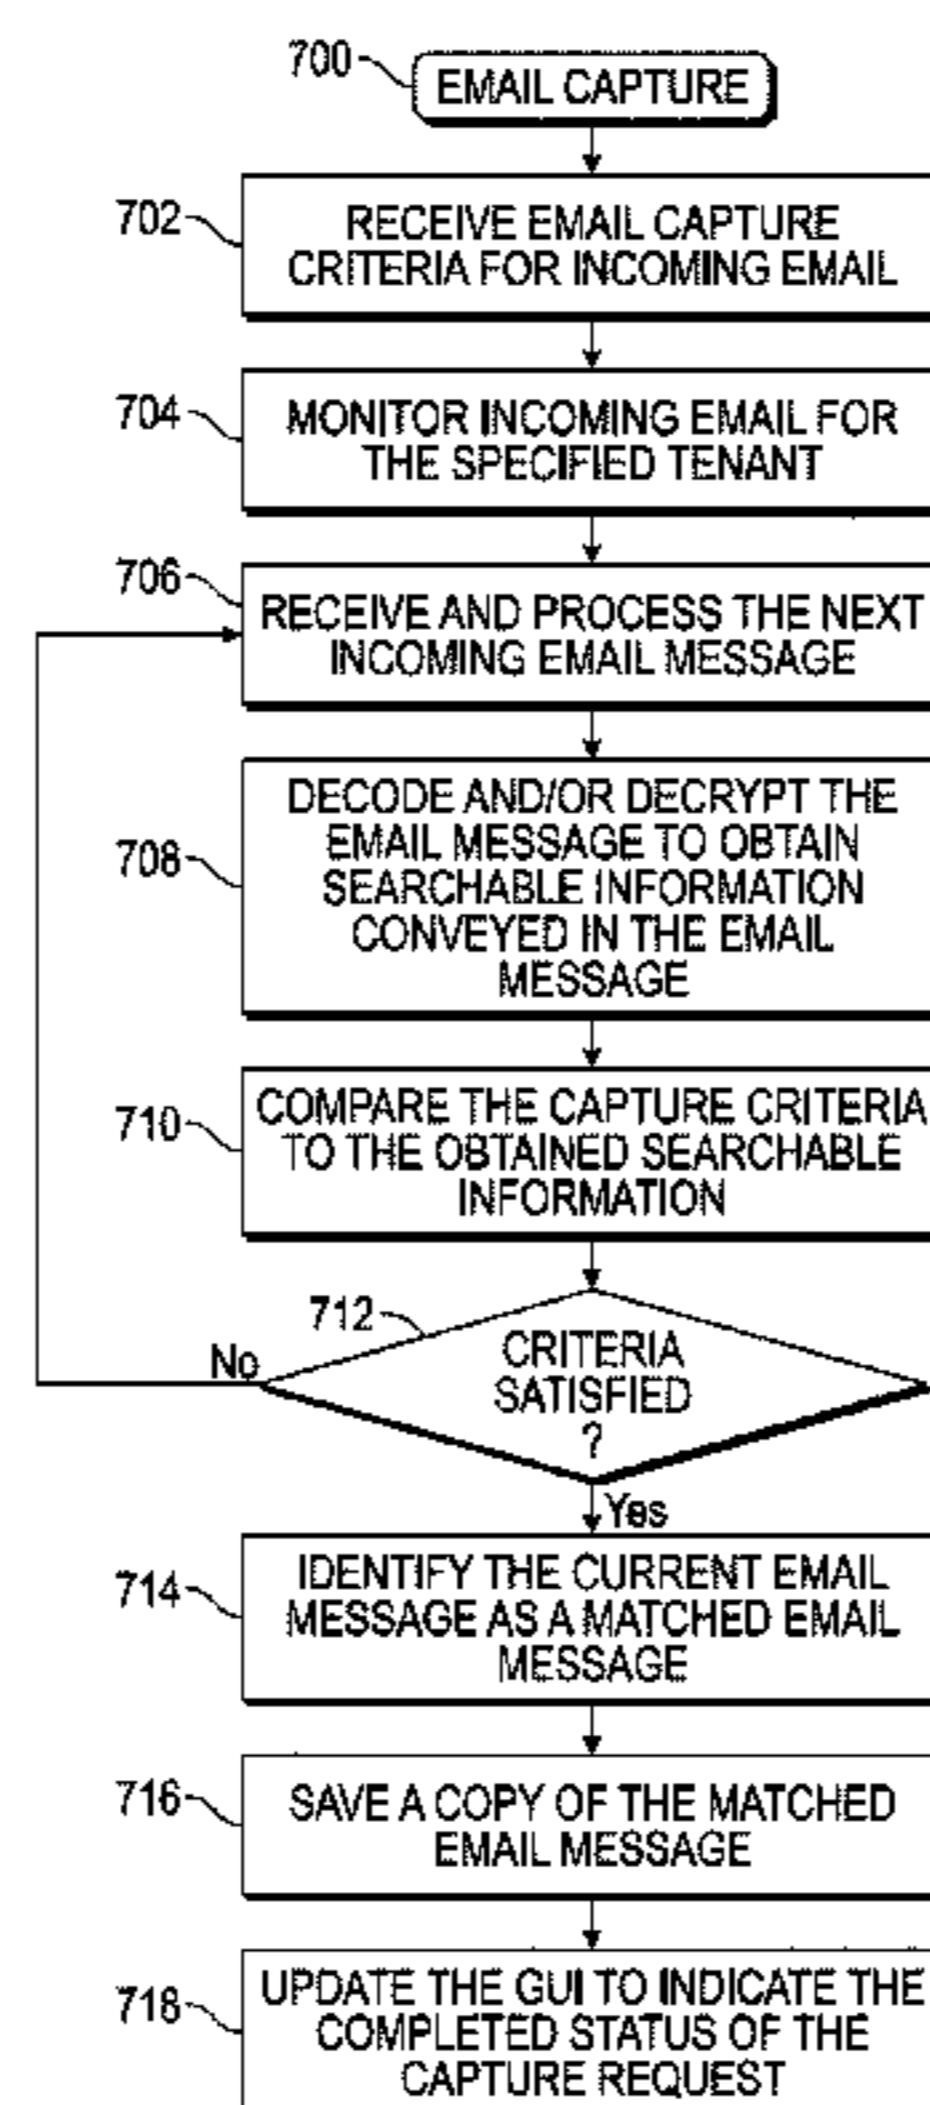 700
EMAIL CAPTURE
702
RECEIVE EMAIL CAPTURE
CRITERIA FOR INCOMING EMAIL
704
MONITOR INCOMING EMAIL FOR
THE SPECIFIED TENANT
706
RECEIVE AND PROCESS THE NEXT
INCOMING EMAIL MESSAGE
708
DECODE AND/OR DECRYPT THE
EMAIL MESSAGE TO OBTAIN
SEARCHABLE INFORMATION
CONVEYED IN THE EMAIL
MESSAGE
710
COMPARE THE CAPTURE CRITERIA
TO THE OBTAINED SEARCHABLE
INFORMATION
712
No
CRITERIA
SATISFIED
?
Yes
714
IDENTIFY THE CURRENT EMAIL
MESSAGE AS A MATCHED EMAIL
MESSAGE
716
SAVE A COPY OF THE MATCHED
EMAIL MESSAGE
718
UPDATE THE GUI TO INDICATE THE
COMPLETED STATUS OF THE
CAPTURE REQUEST